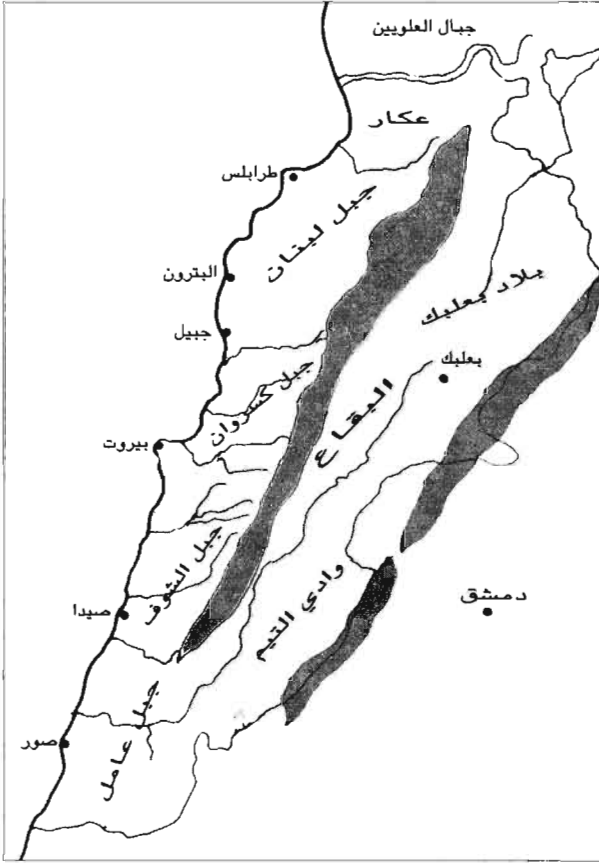 جبال العلويين
عكار
طرابلس
جبل لبنان
البترون
بلاد بعلبك
جبيل
بعلبك
جبل كسروان
البقاع
بيروت
جبل الشوف
وادي التيم
دمشق
صيدا
جبل عامل
صور